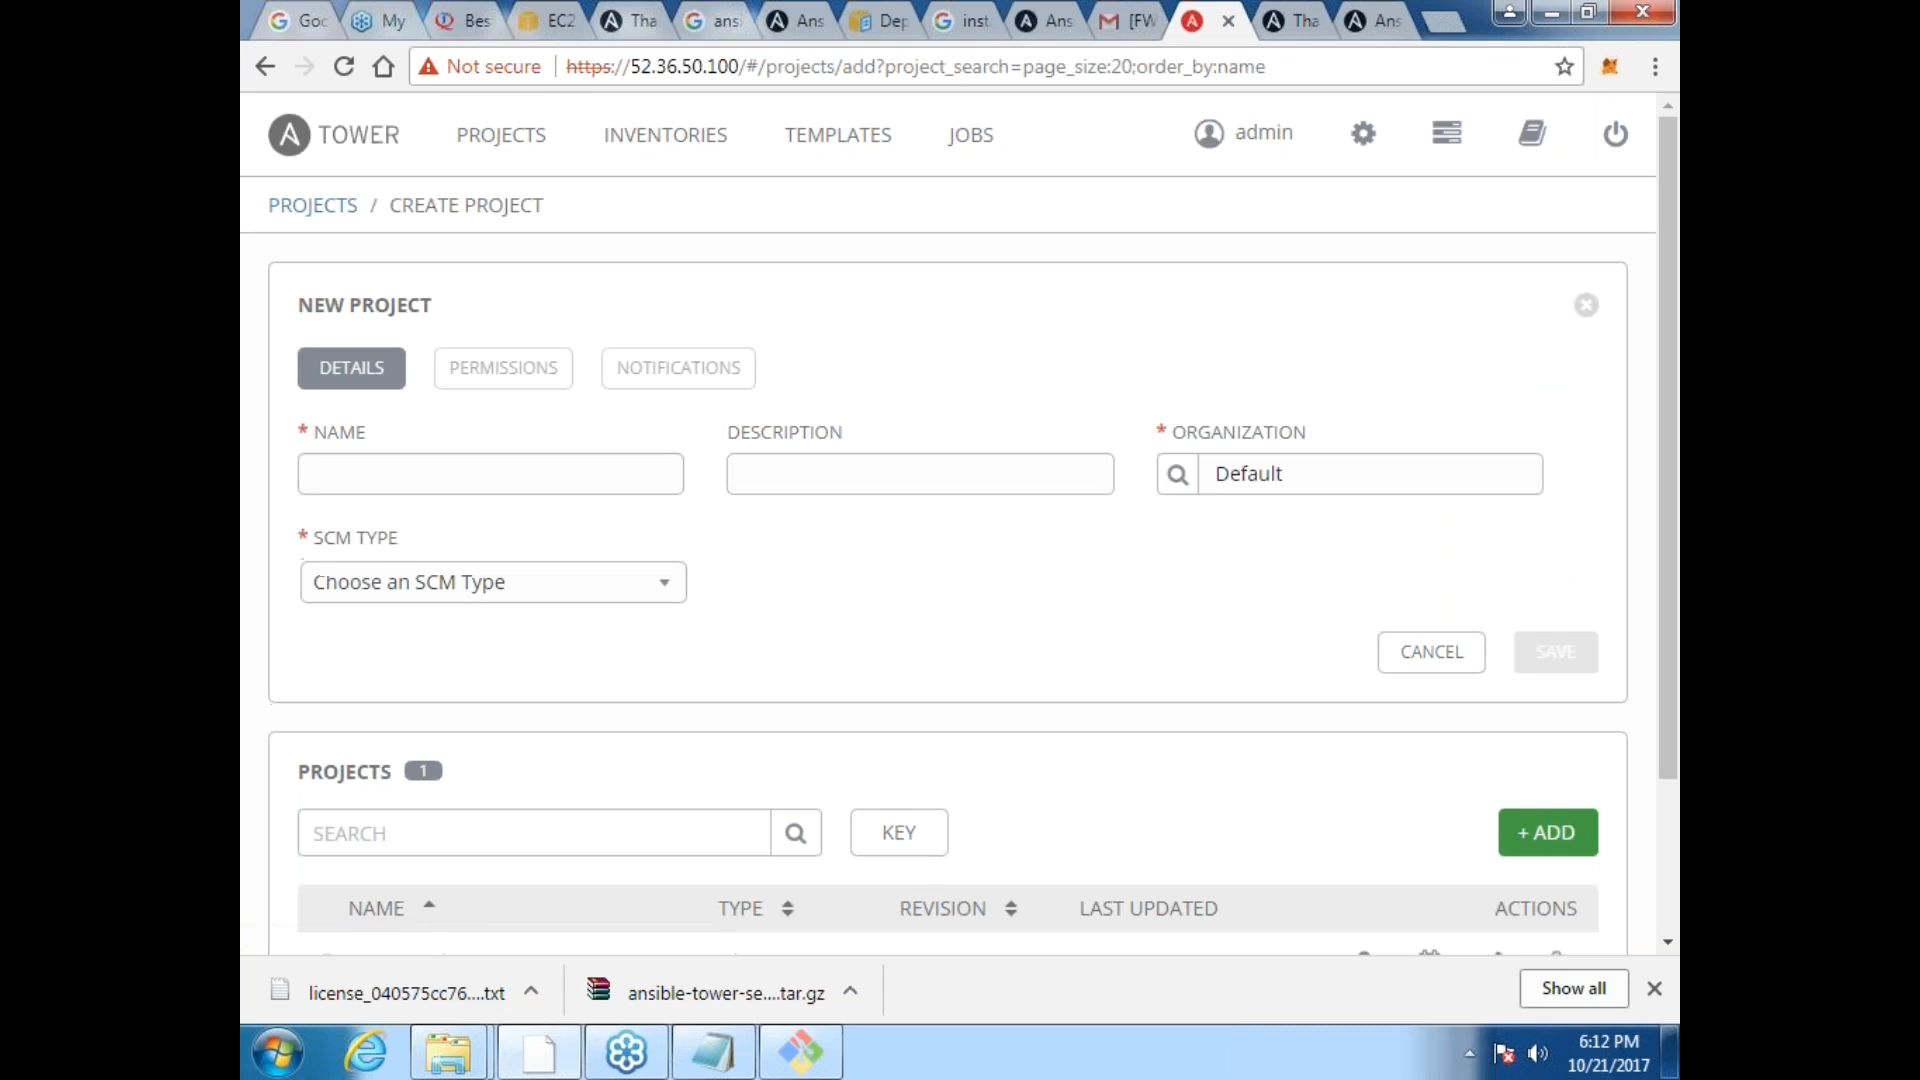 Goo
My
Bes
EC2
Tha
ansi
Ans
Dep
inst
Ans
[FW
Tha
Ans
Not secure
https://52.36.50.100/#/projects/add?project_search=page_size:20;order_by:name
A TOWER
PROJECTS
INVENTORIES
TEMPLATES
JOBS
admin
PROJECTS / CREATE PROJECT
NEW PROJECT
DETAILS
PERMISSIONS
NOTIFICATIONS
* NAME
DESCRIPTION
* ORGANIZATION
Default
* SCM TYPE
Choose an SCM Type
CANCEL
SAVE
PROJECTS 1
SEARCH
KEY
+ ADD
NAME
TYPE
REVISION
LAST UPDATED
ACTIONS
license_040575cc76....txt
ansible-tower-se....tar.gz
Show all
6:12 PM
10/21/2017